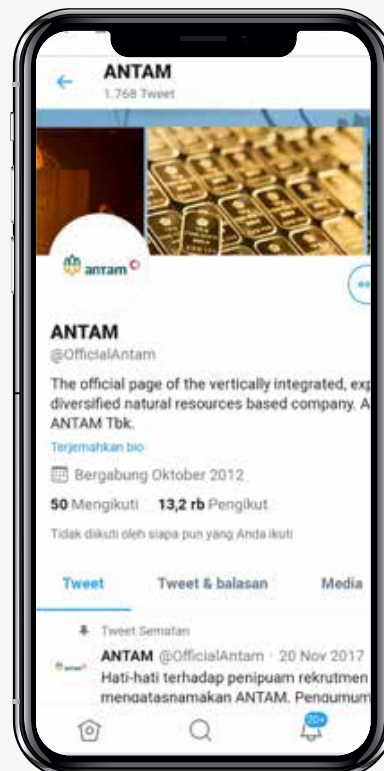 ANTAM
1.768 Tweet
antam
ANTAM
@OfficialAntam
The official page of the vertically integrated, exp
diversified natural resources based company. A
ANTAM Tbk.
Terjemahkan bio
Bergabung Oktober 2012
50 Mengikuti 13,2 rb Pengikut
Tidak diikuti oleh siapa pun yang Anda ikuti
Tweet Tweet & balasan Media
Tweet Sematan
ANTAM @OfficialAntam · 20 Nov 2017
Hati-hati terhadap penipuam rekrutmen
mengatasnamakan ANTAM. Pengumum
20+